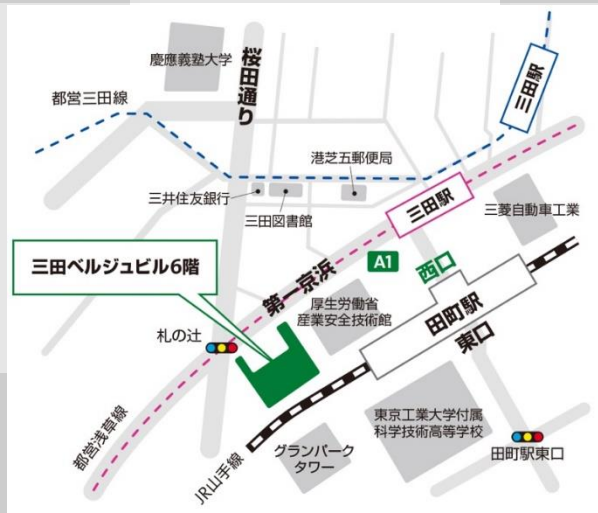 慶應義塾大学
桜田通り
都営三田線
三田駅
港芝五郵便局
三井住友銀行
三田図書館
三田駅
三菱自動車工業
三田ベルジュビル6階
第一京浜
A1
西口
厚生労働省
産業安全技術館
田町駅
東口
札の辻
都営浅草線
JR山手線
グランパーク
タワー
東京工業大学付属
科学技術高等学校
田町駅東口